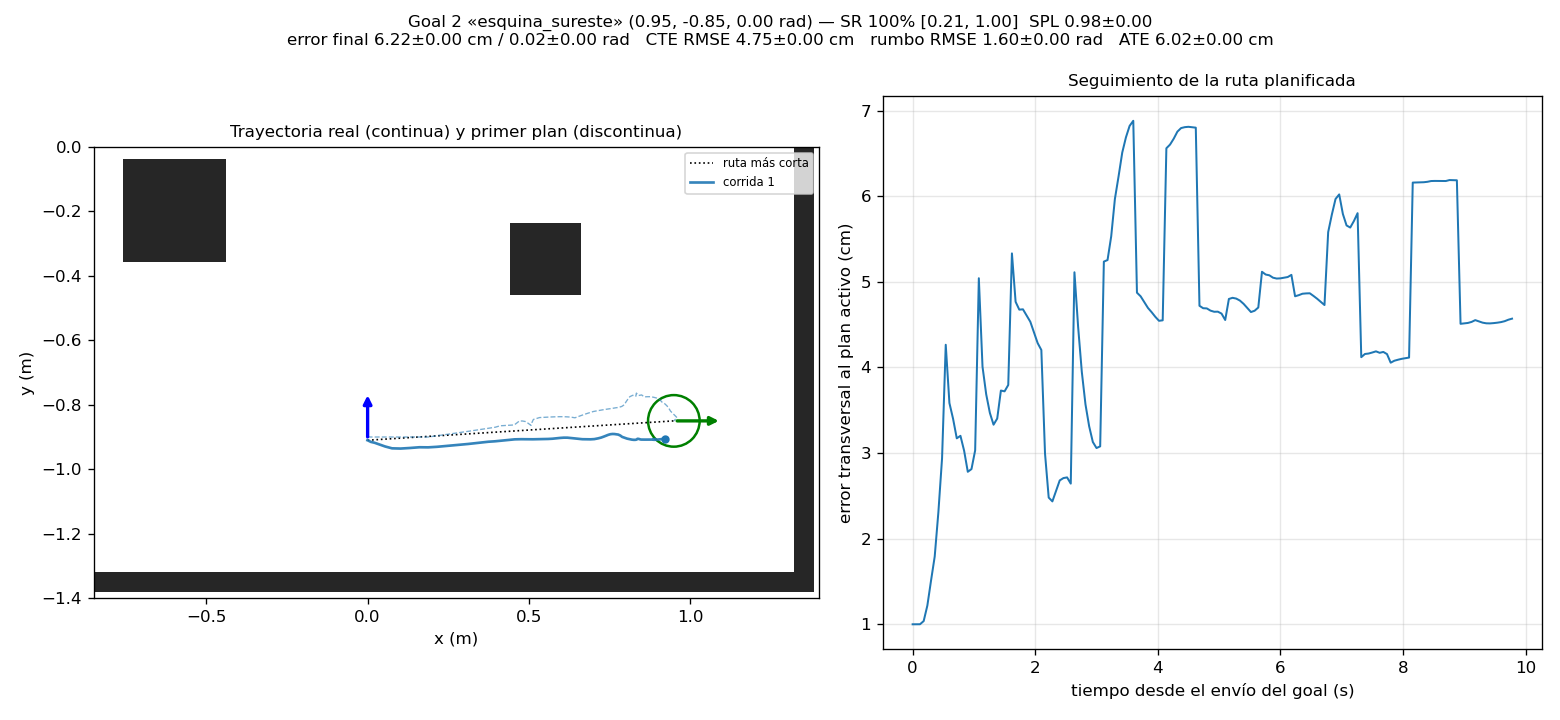 Goal 2 «esquina_sureste» (0.95, -0.85, 0.00 rad) — SR 100% [0.21, 1.00]  SPL 0.98±0.00
error final 6.22±0.00 cm / 0.02±0.00 rad   CTE RMSE 4.75±0.00 cm   rumbo RMSE 1.60±0.00 rad   ATE 6.02±0.00 cm
Trayectoria real (continua) y primer plan (discontinua)
ruta más corta
corrida 1
0.0
−0.2
−0.4
−0.6
−0.8
−1.0
−1.2
−1.4
y (m)
−0.5
0.0
0.5
1.0
x (m)
Seguimiento de la ruta planificada
7
6
5
4
3
2
1
error transversal al plan activo (cm)
0
2
4
6
8
10
tiempo desde el envío del goal (s)